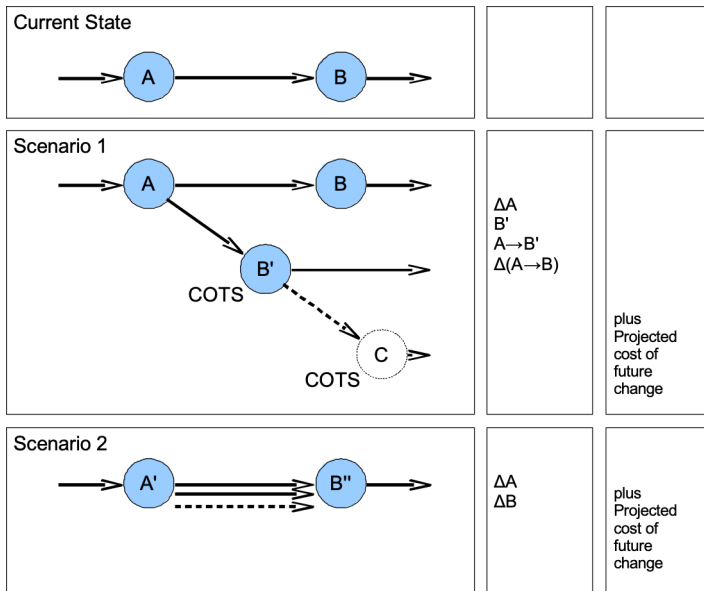 Current State
A
B
Scenario 1
A
B
B'
COTS
C
COTS
ΔA
B'
A→B'
Δ(A→B)
plus
Projected
cost of
future
change
Scenario 2
A'
B"
ΔA
ΔB
plus
Projected
cost of
future
change